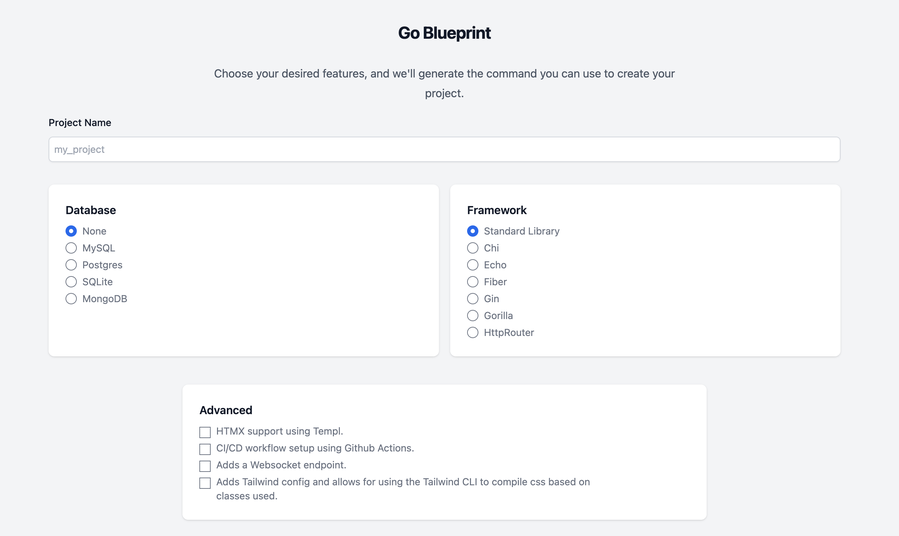 Go Blueprint
Choose your desired features, and we'll generate the command you can use to create your
project.
Project Name
my_project
Database
None
MySQL
Postgres
SQLite
MongoDB
Framework
Standard Library
Chi
Echo
Fiber
Gin
Gorilla
HttpRouter
Advanced
HTMX support using Templ.
CI/CD workflow setup using Github Actions.
Adds a Websocket endpoint.
Adds Tailwind config and allows for using the Tailwind CLI to compile css based on
classes used.